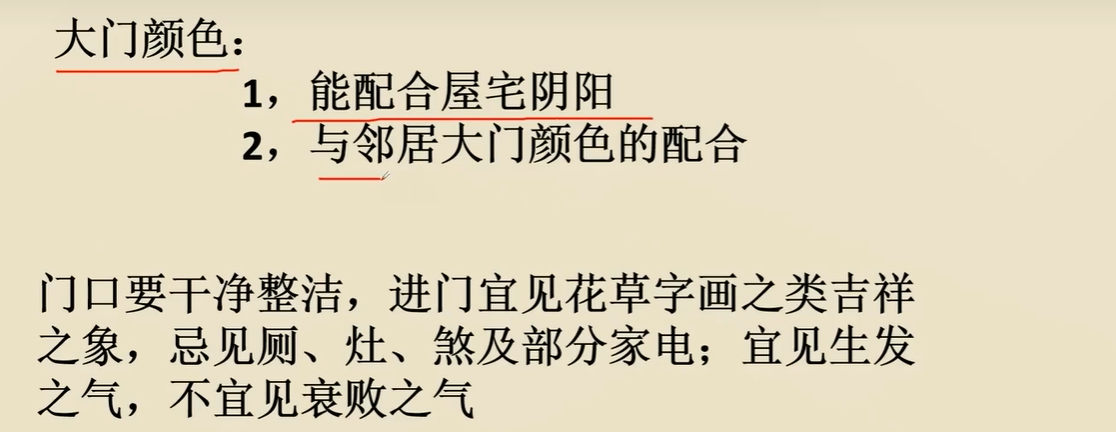 大门颜色：
1，能配合屋宅阴阳
2，与邻居大门颜色的配合
门口要干净整洁，进门宜见花草字画之类吉祥
之象，忌见厕、灶、煞及部分家电；宜见生发
之气，不宜见衰败之气